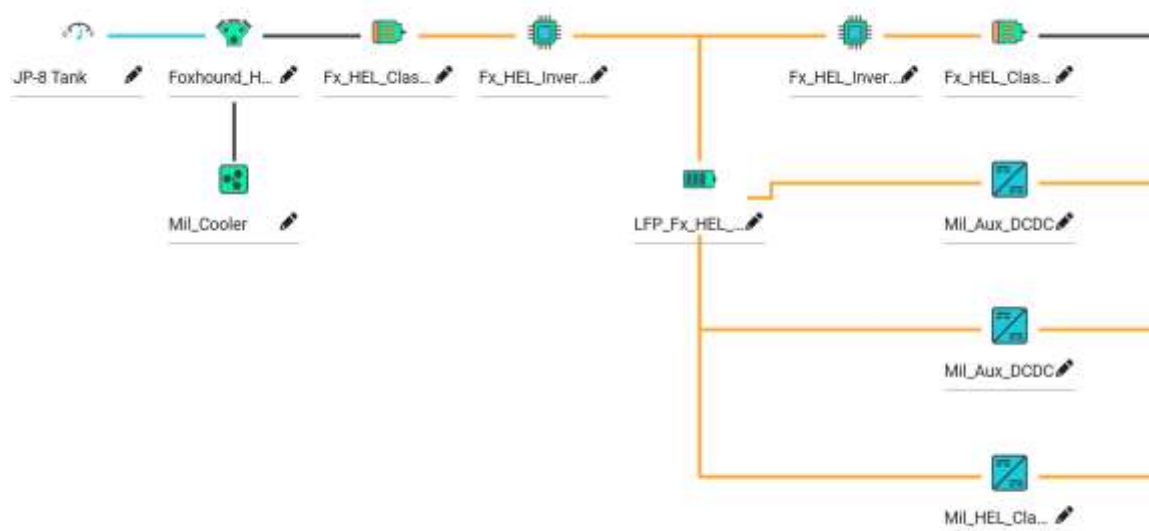 JP-8 Tank
Foxhound_H...
Fx_HEL_Clas...
Fx_HEL_Inver...
Fx_HEL_Inver...
Fx_HEL_Clas...
Mil_Cooler
LFP_Fx_HEL_...
Mil_Aux_DCDC
Mil_Aux_DCDC
Mil_HEL_Cla...